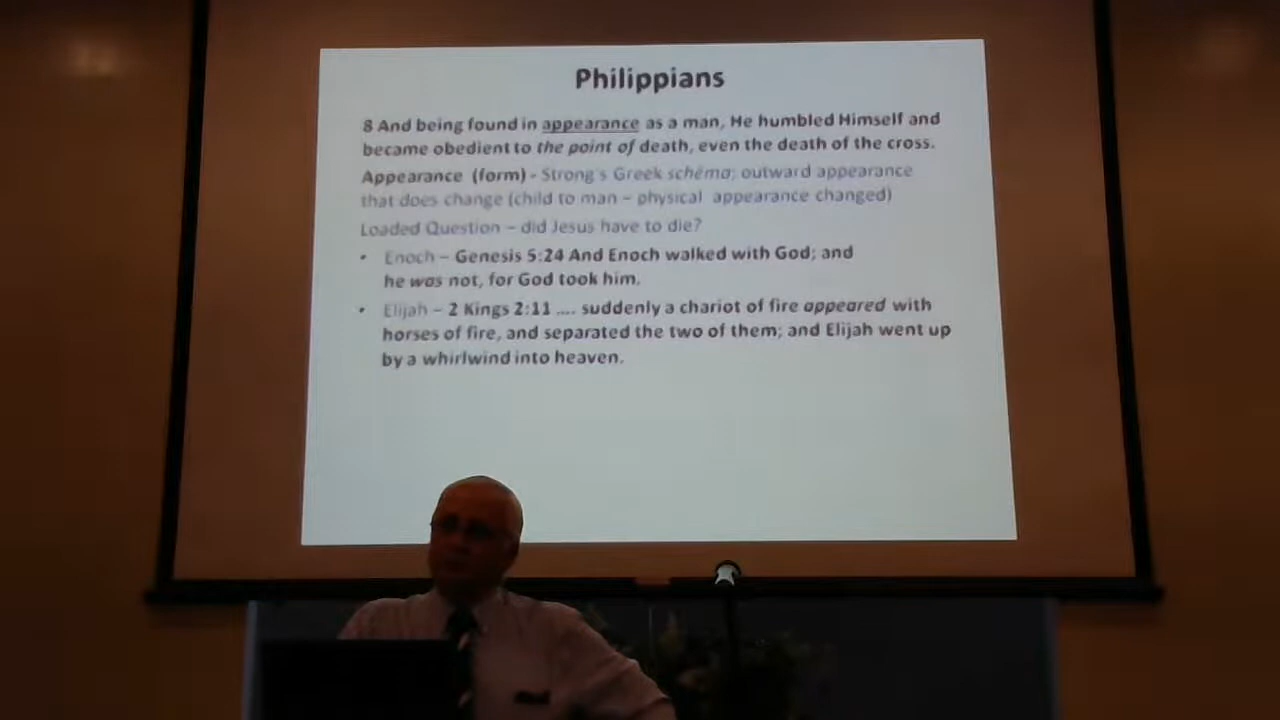 Philippians
8 And being found in appearance as a man, He humbled Himself and
became obedient to the point of death, even the death of the cross.
Appearance (form) - Strong's Greek schēma; outward appearance
that does change (child to man – physical appearance changed)
Loaded Question – did Jesus have to die?
• Enoch – Genesis 5:24 And Enoch walked with God; and
he was not, for God took him.
• Elijah – 2 Kings 2:11 .... suddenly a chariot of fire appeared with
horses of fire, and separated the two of them; and Elijah went up
by a whirlwind into heaven.